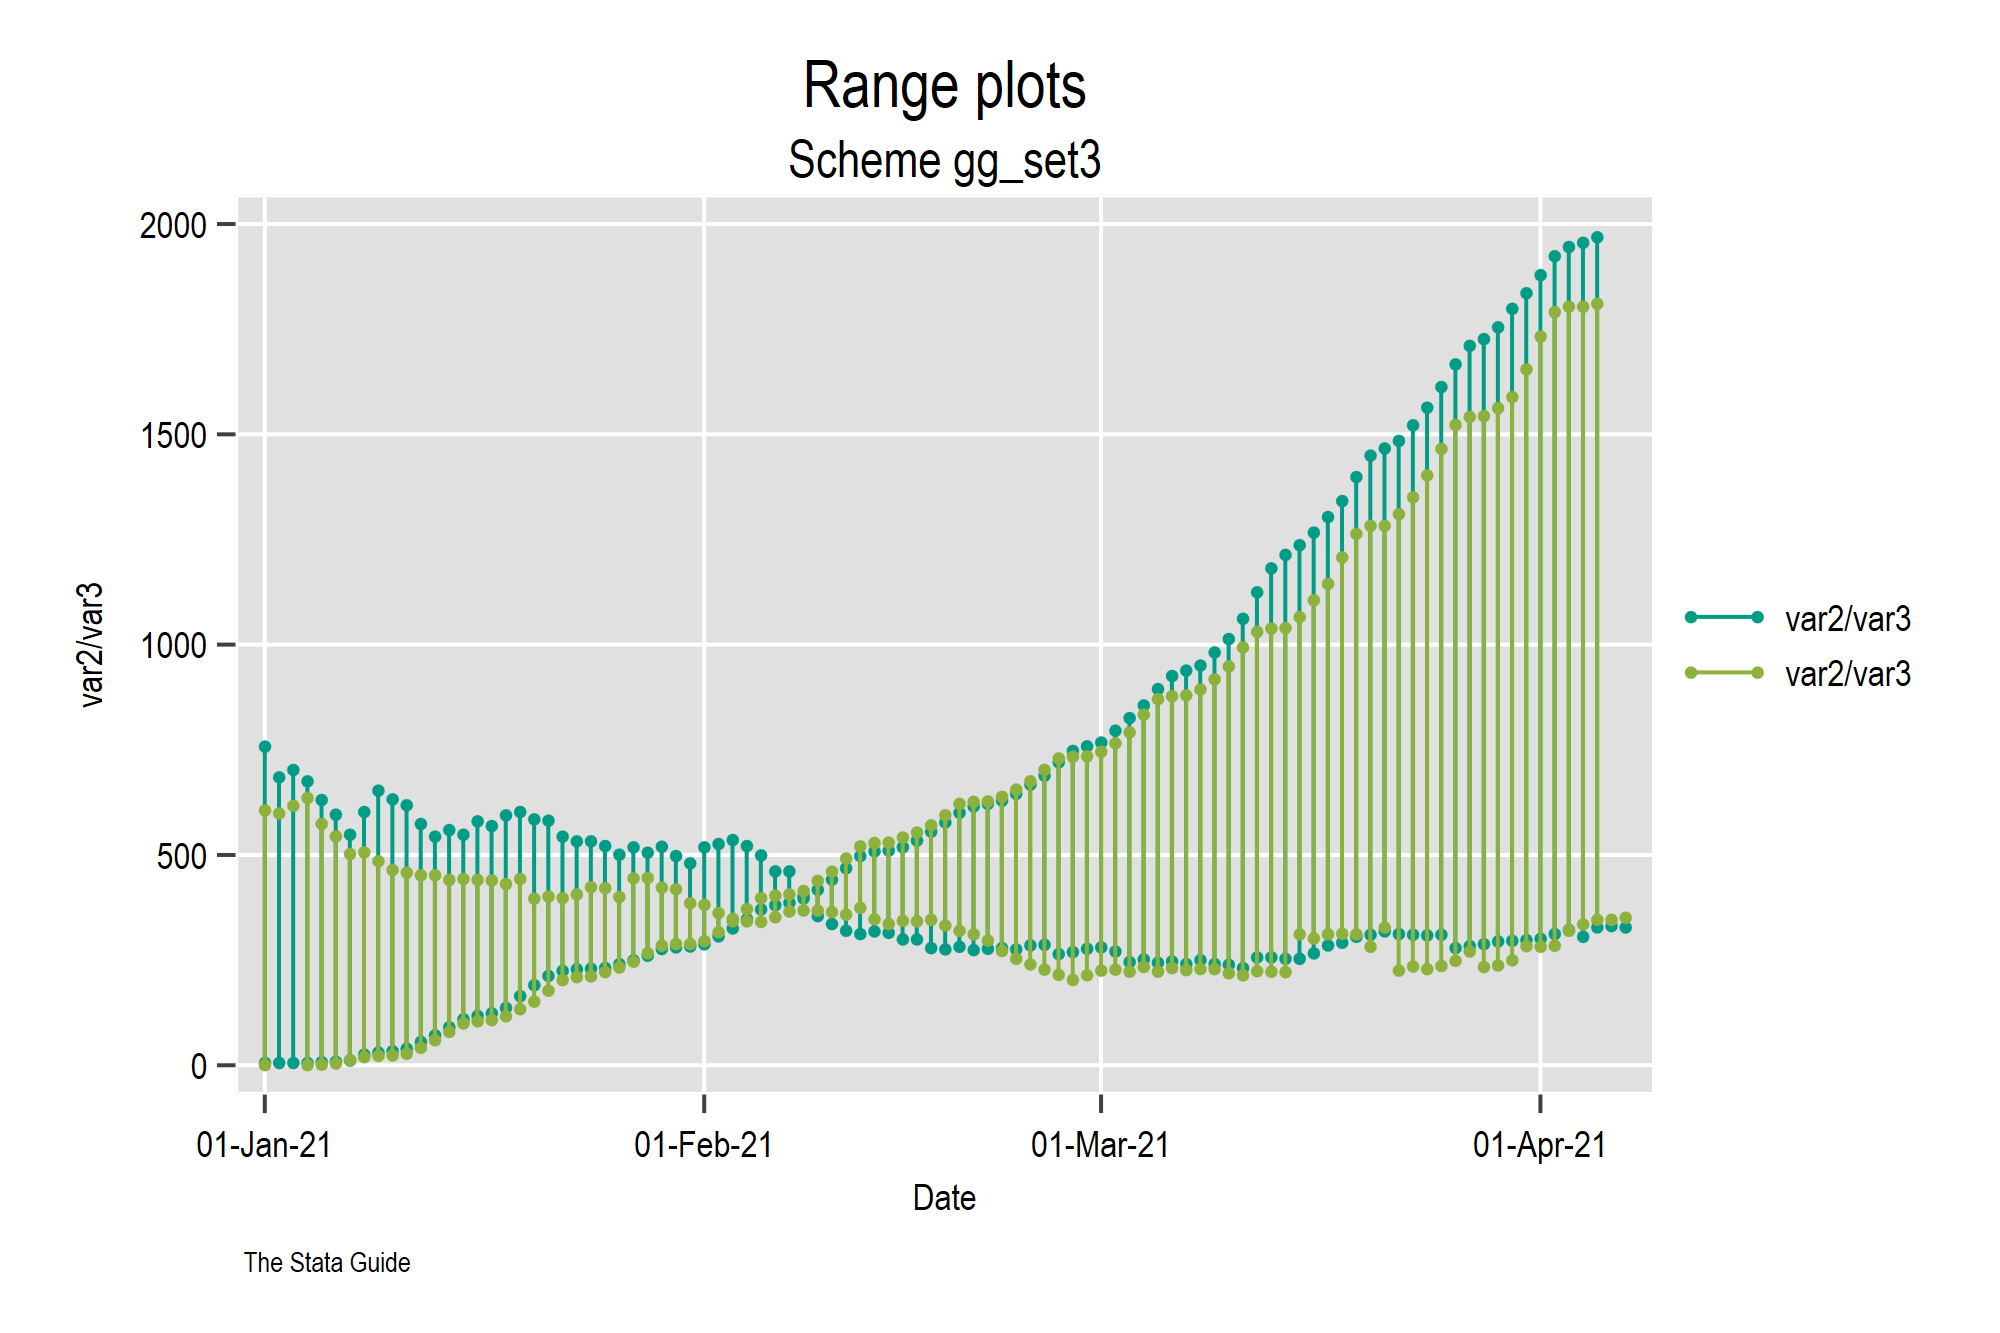 Range plots
Scheme gg_set3
2000
1500
1000
500
0
var2/var3
01-Jan-21
01-Feb-21
01-Mar-21
01-Apr-21
Date
var2/var3
var2/var3
The Stata Guide